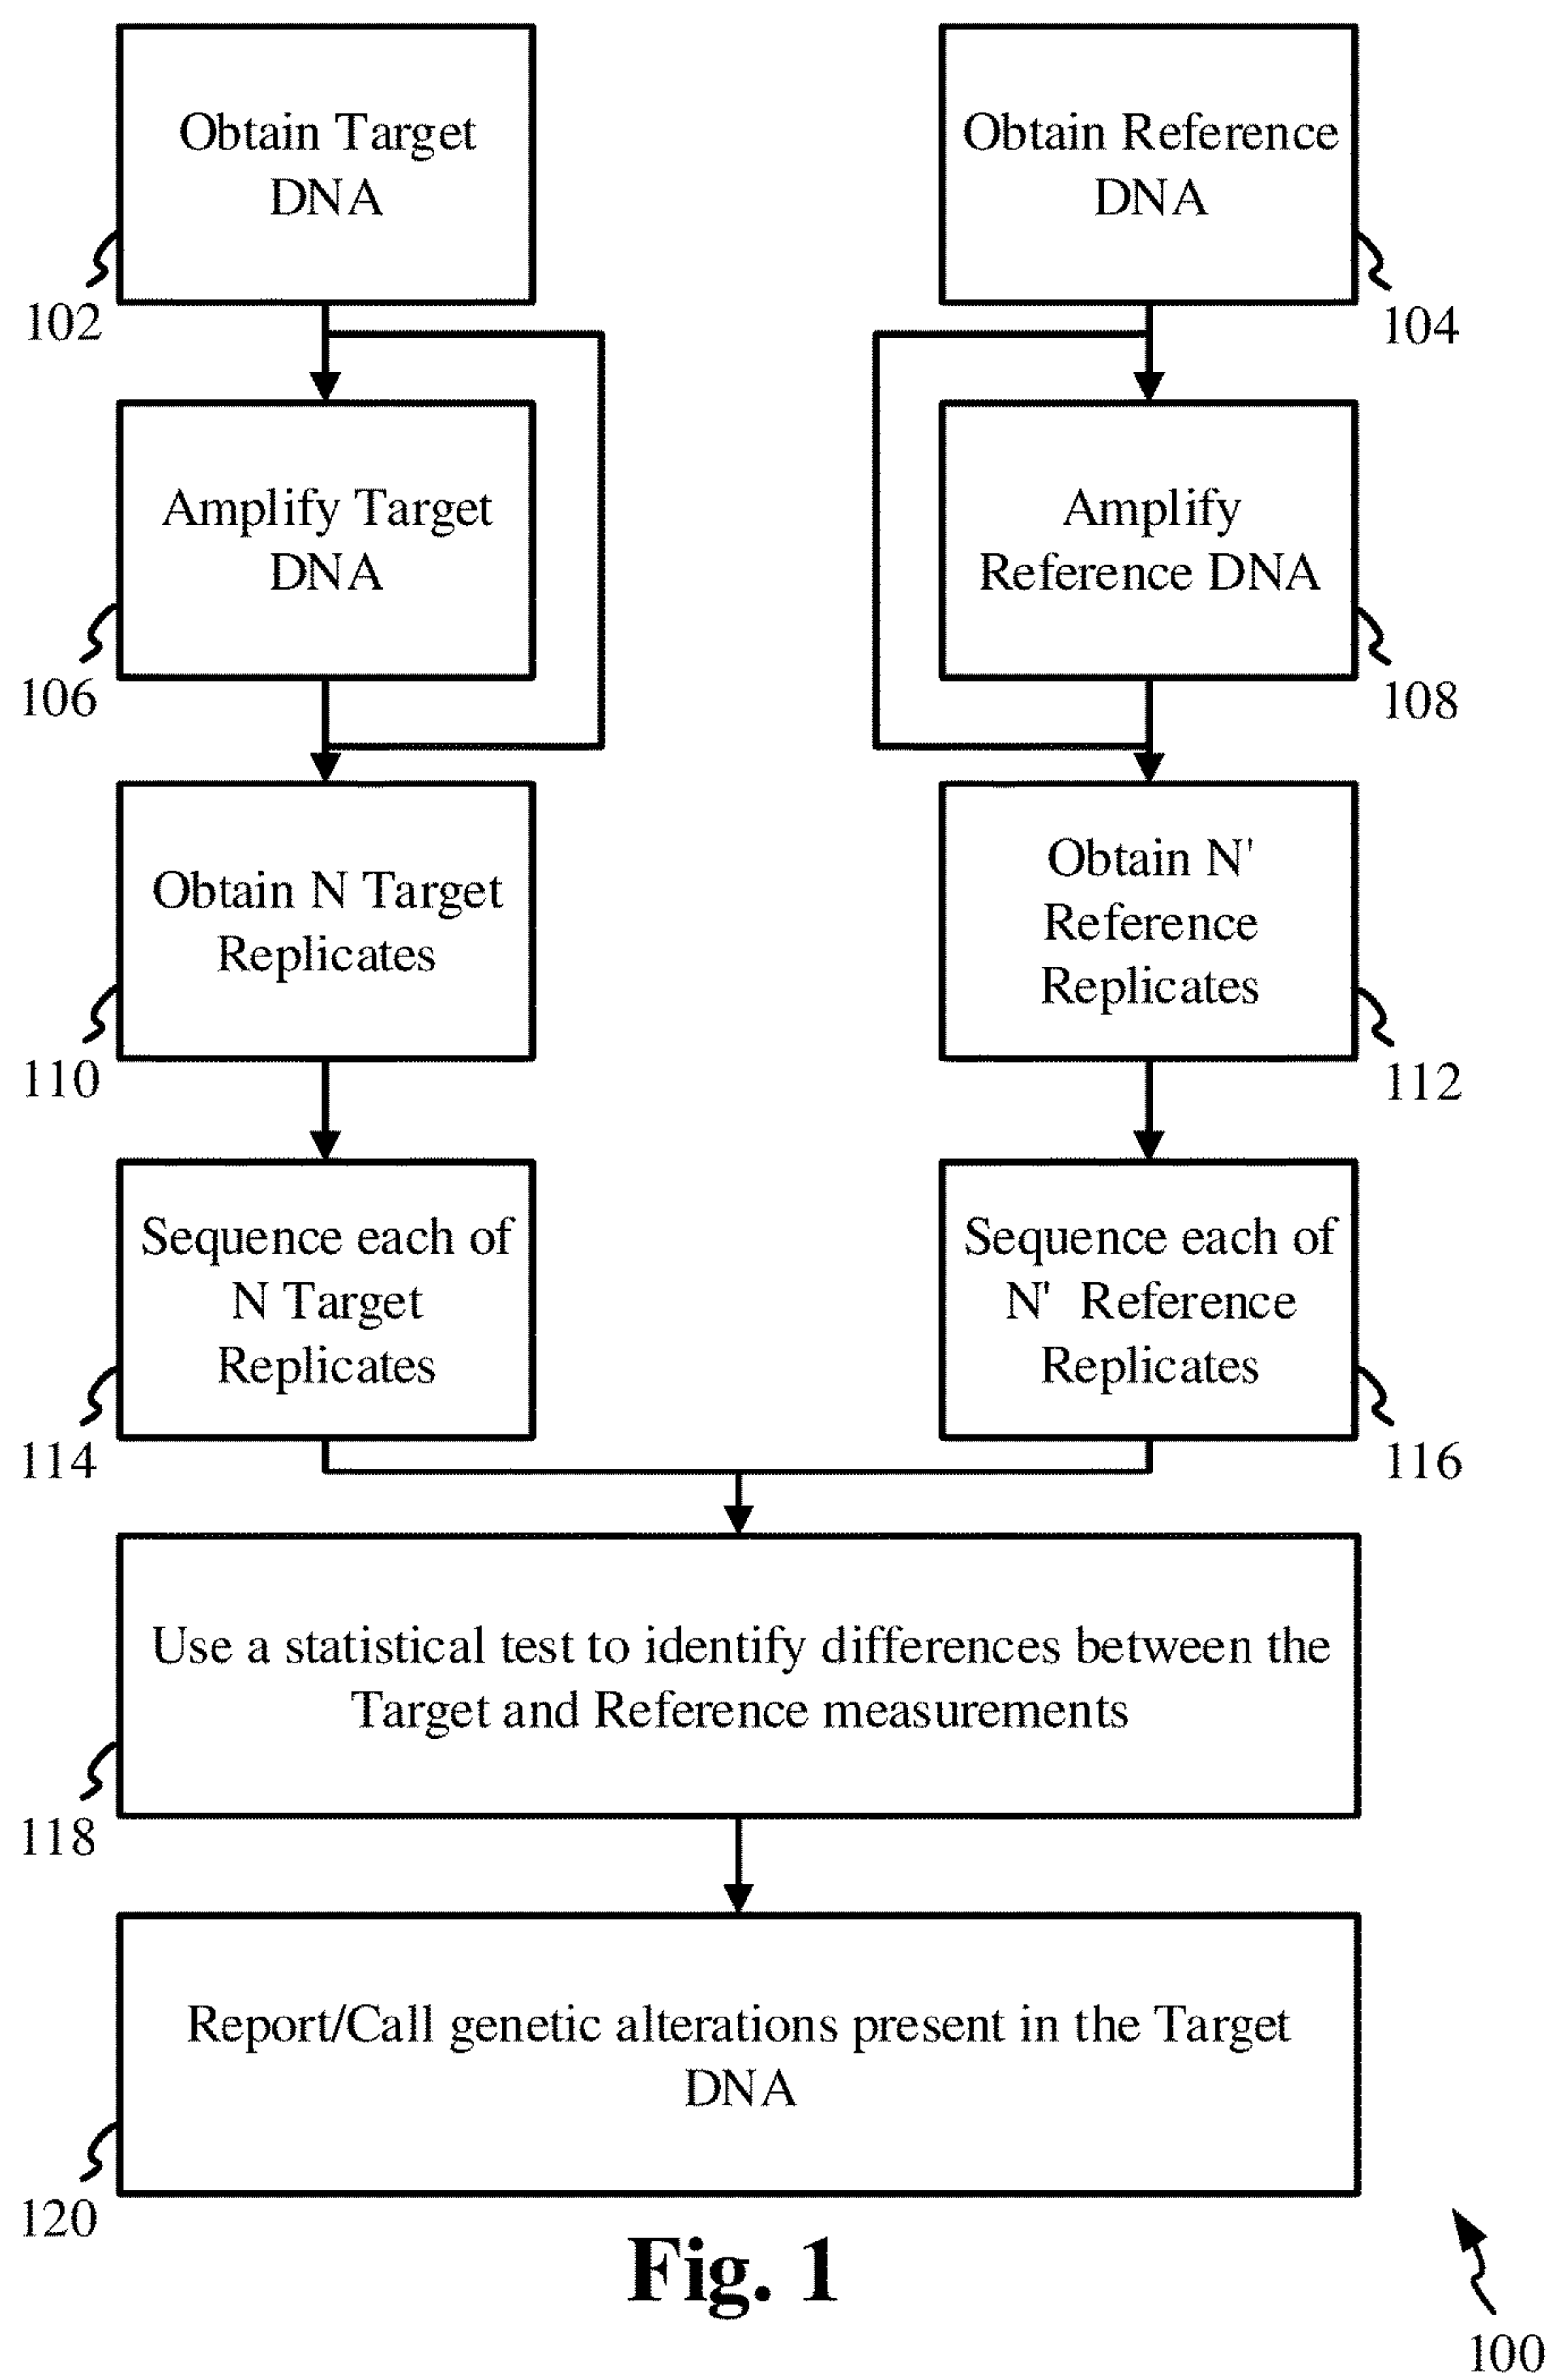 Obtain Target
DNA
102
Obtain Reference
DNA
104
Amplify Target
DNA
106
Amplify
Reference DNA
108
Obtain N Target
Replicates
110
Obtain N'
Reference
Replicates
112
Sequence each of
N Target
Replicates
114
Sequence each of
N' Reference
Replicates
116
Use a statistical test to identify differences between the
Target and Reference measurements
118
Report/Call genetic alterations present in the Target
DNA
120
Fig. 1
100